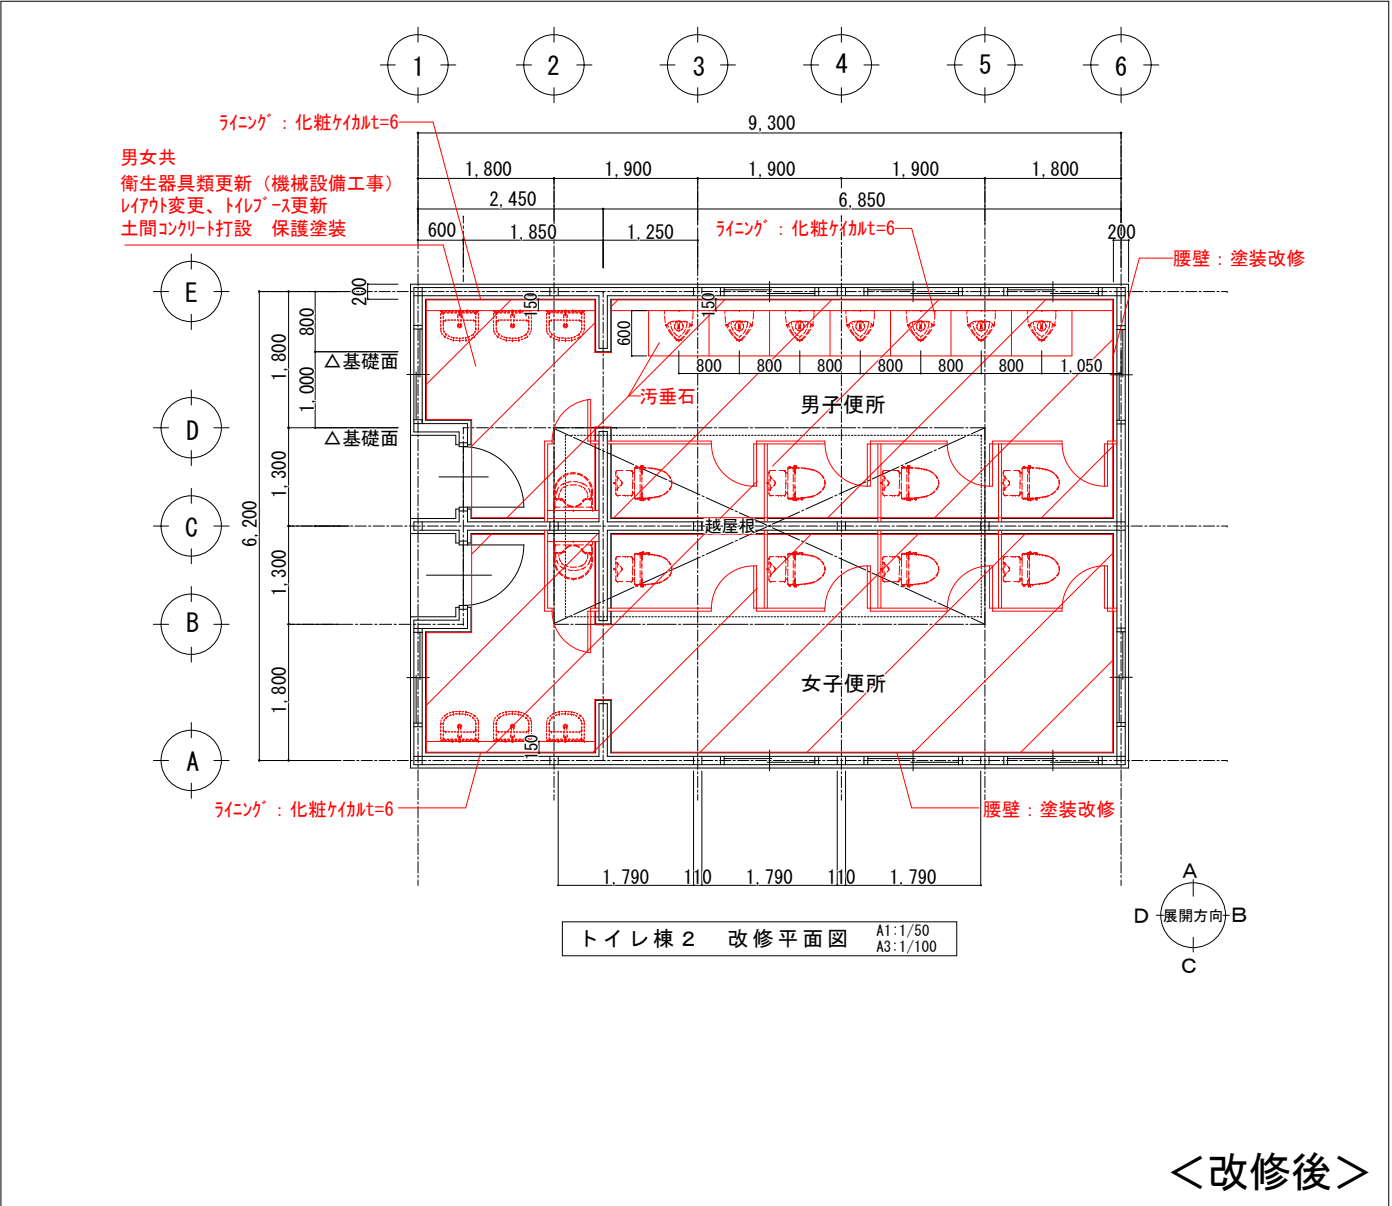 1
2
3
4
5
6
ライニング：化粧ケイカルt=6
9,300
男女共
衛生器具類更新（機械設備工事）
レイアウト変更、トイレブース更新
土間コンクリート打設　保護塗装
1,800
1,900
1,900
1,900
1,800
2,450
6,850
600
1,850
1,250
ライニング：化粧ケイカルt=6
200
腰壁：塗装改修
E
200
150
150
800
1,800
600
△基礎面
1,000
800
800
800
800
800
800
1,050
汚垂石
男子便所
D
△基礎面
1,300
C
6,200
越屋根
1,300
B
1,800
女子便所
150
A
ライニング：化粧ケイカルt=6
腰壁：塗装改修
1,790
110
1,790
110
1,790
A
D
展開方向
B
C
トイレ棟２　改修平面図
A1:1/50
A3:1/100
＜改修後＞